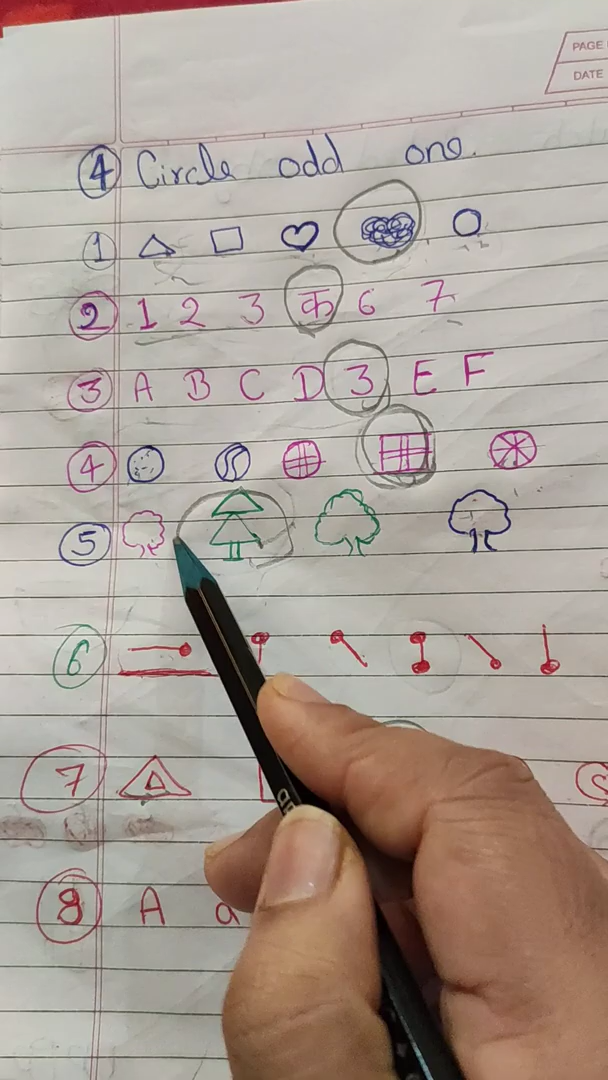 PAGE
DATE
④ Circle odd one.
①
② 1 2 3 क 6 7
③ A B C D 3 E F
④
⑤
⑥
⑦
⑧ A a